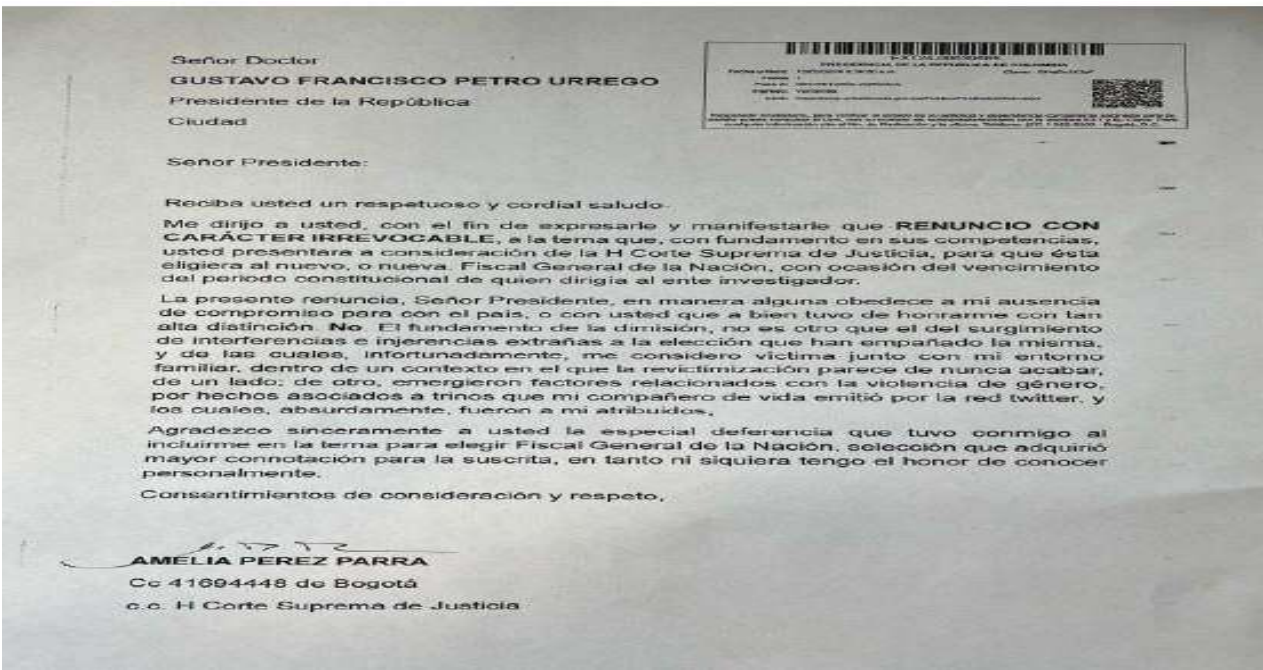 Señor Doctor
GUSTAVO FRANCISCO PETRO URREGO
Presidente de la República
Ciudad
PRESIDENCIA DE LA REPUBLICA DE COLOMBIA
Señor Presidente:
Reciba usted un respetuoso y cordial saludo
Me dirijo a usted, con el fin de expresarle y manifestarle que RENUNCIO CON
CARÁCTER IRREVOCABLE, a la terna que, con fundamento en sus competencias,
usted presentara a consideración de la H Corte Suprema de Justicia, para que ésta
eligiera al nuevo, o nueva. Fiscal General de la Nación, con ocasión del vencimiento
del periodo constitucional de quien dirigía al ente investigador.
La presente renuncia, Señor Presidente, en manera alguna obedece a mi ausencia
de compromiso para con el país, o con usted que a bien tuvo de honrarme con tan
alta distinción. No. El fundamento de la dimisión, no es otro que el del surgimiento
de interferencias e injerencias extrañas a la elección que han empañado la misma,
y de las cuales, infortunadamente, me considero víctima junto con mi entorno
familiar, dentro de un contexto en el que la revictimización parece de nunca acabar,
de un lado; de otro, emergieron factores relacionados con la violencia de género,
por hechos asociados a trinos que mi compañero de vida emitió por la red twitter, y
los cuales, absurdamente, fueron a mi atribuidos,
Agradezco sinceramente a usted la especial deferencia que tuvo conmigo al
incluirme en la terna para elegir Fiscal General de la Nación, selección que adquirió
mayor connotación para la suscrita, en tanto ni siquiera tengo el honor de conocer
personalmente.
Consentimientos de consideración y respeto,
AMELIA PEREZ PARRA
Cc 41694448 de Bogotá
c.c. H Corte Suprema de Justicia